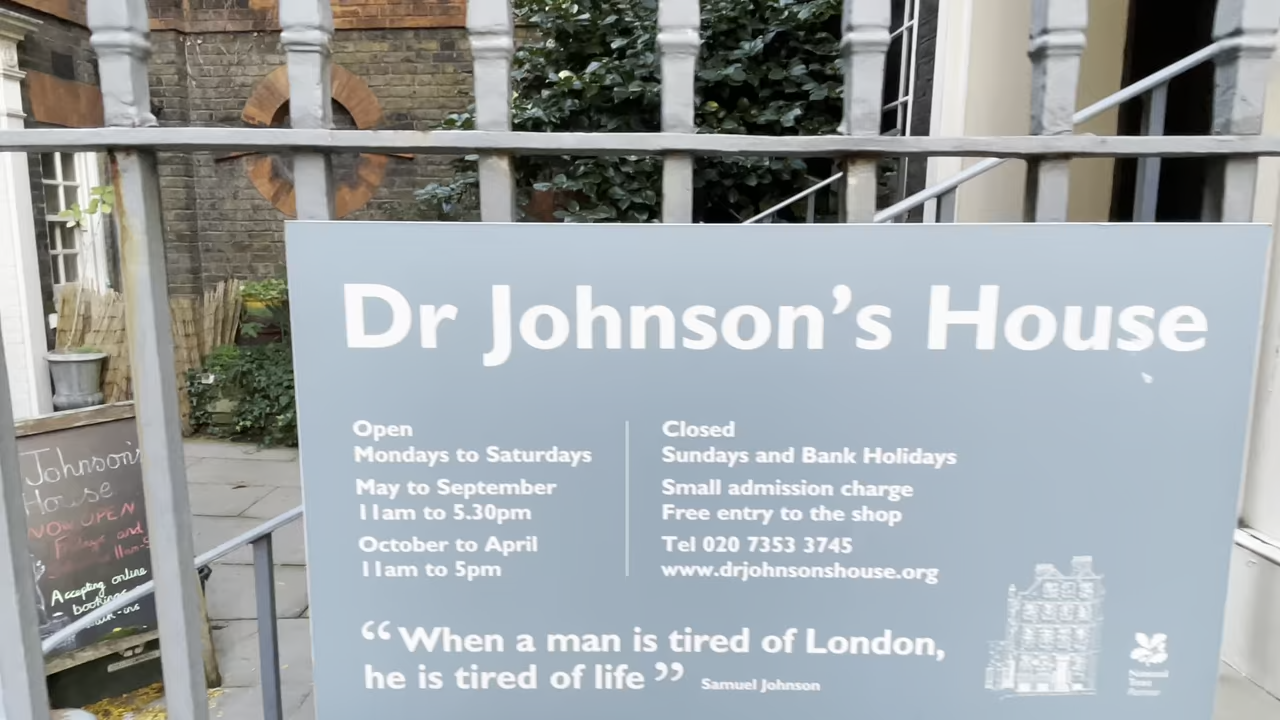 Dr Johnson's House
Open
Mondays to Saturdays
May to September
11am to 5.30pm
October to April
11am to 5pm
Closed
Sundays and Bank Holidays
Small admission charge
Free entry to the shop
Tel 020 7353 3745
www.drjohnsonshouse.org
“When a man is tired of London,
he is tired of life”
Samuel Johnson
National
Trust
Johnson's
House
NOW OPEN
and
Accepting online
bookings